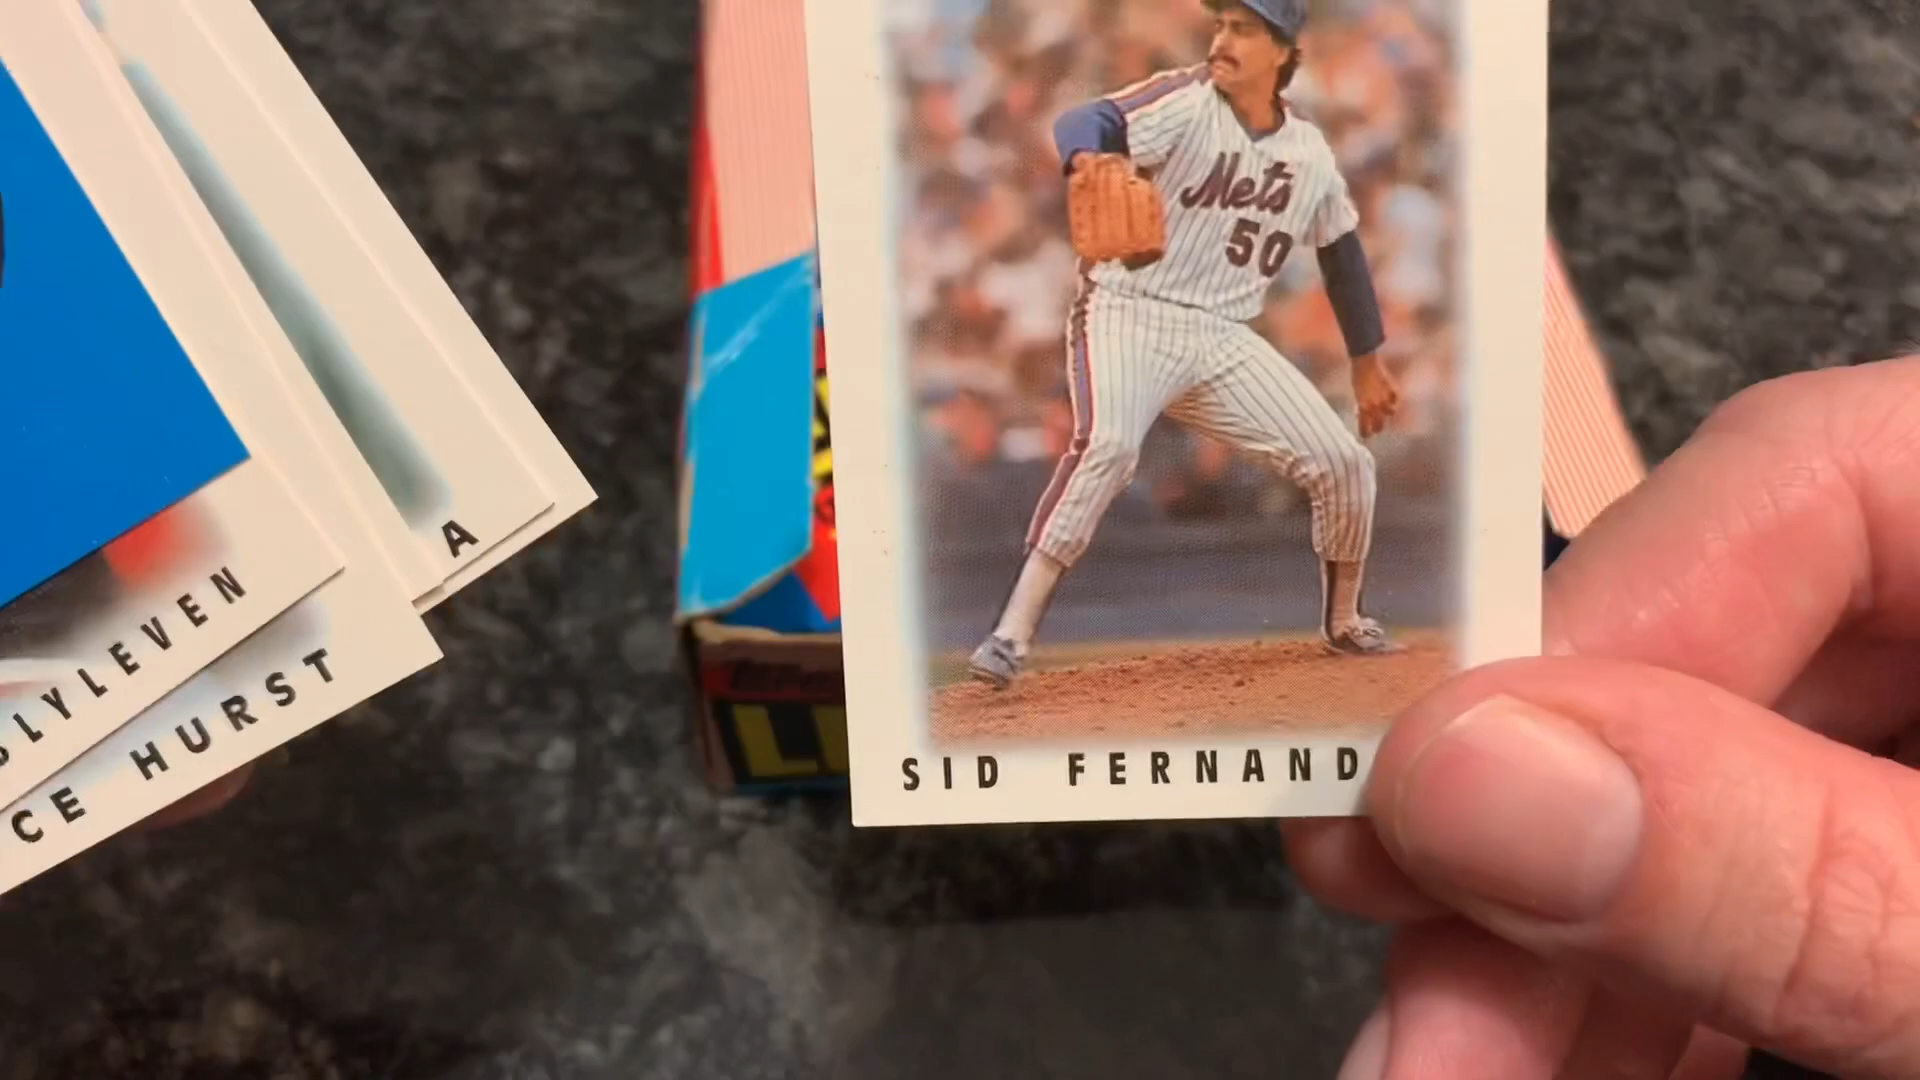 Mets
50
SID FERNAND
A
BLYLEVEN
CE HURST